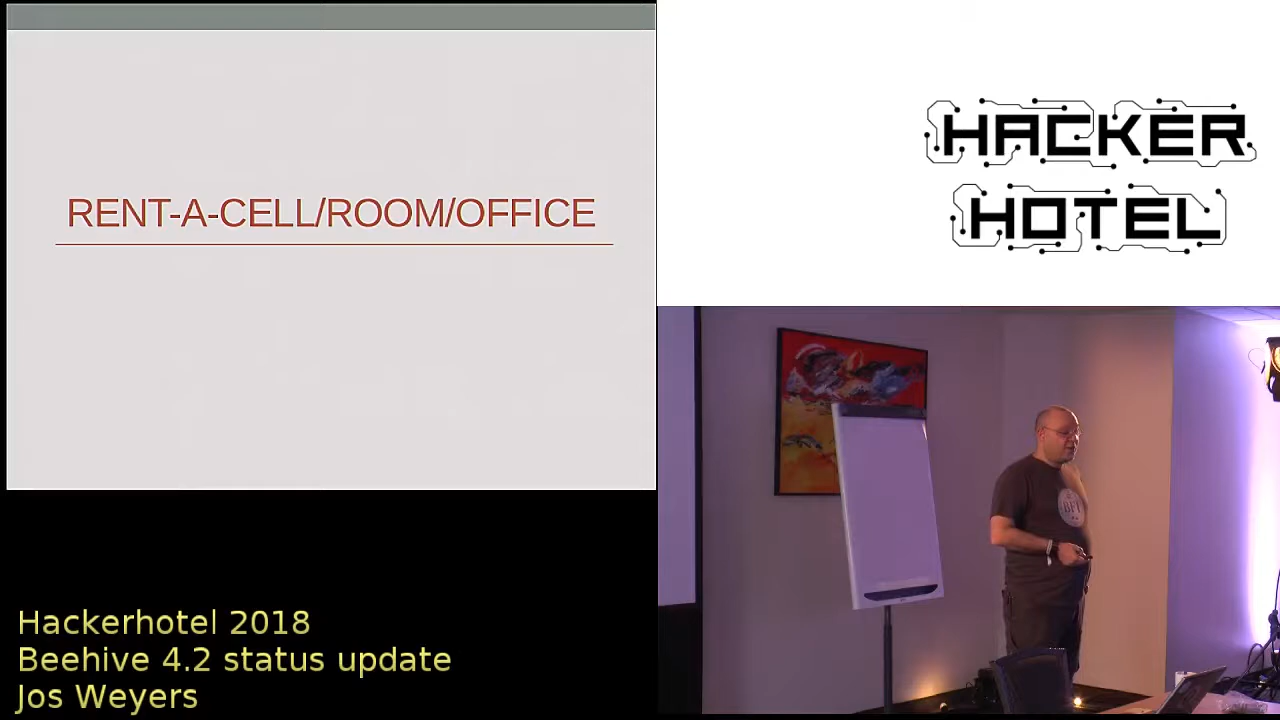 RENT-A-CELL/ROOM/OFFICE
HACKER
HOTEL
Hackerhotel 2018
Beehive 4.2 status update
Jos Weyers